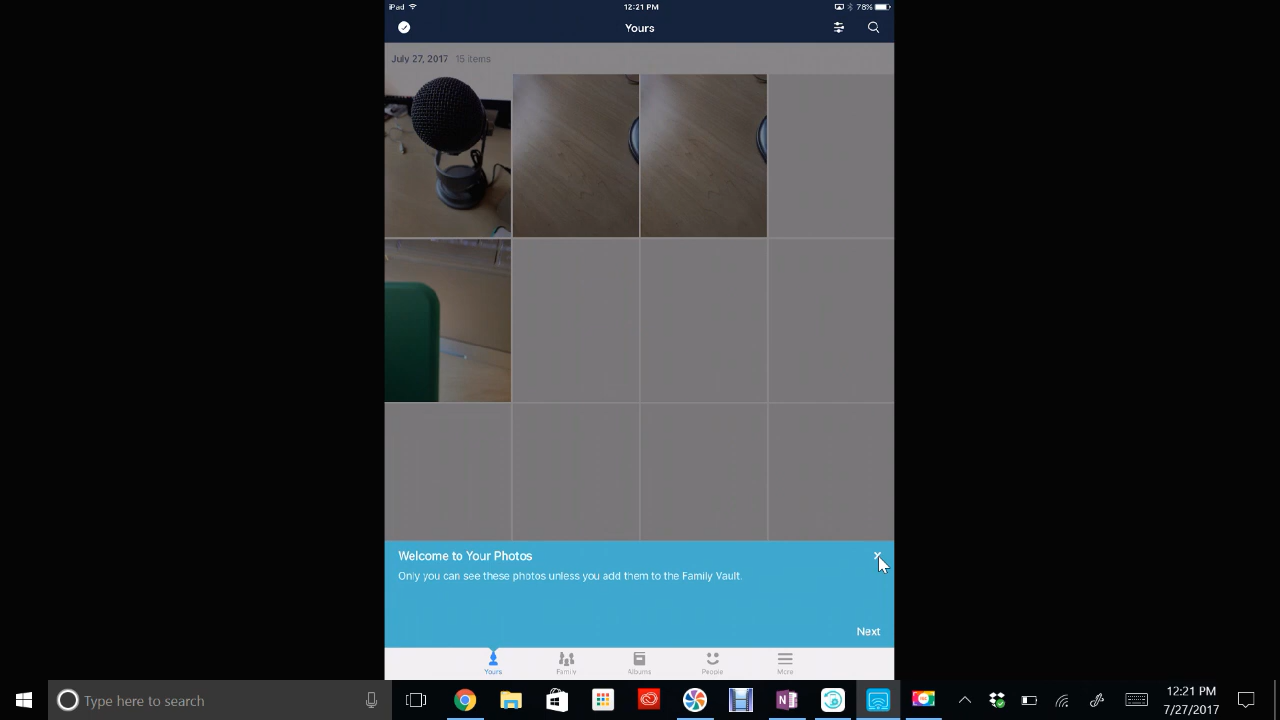 iPad 12:21 PM 78%
Yours
July 27, 2017 15 items
Welcome to Your Photos
Only you can see these photos unless you add them to the Family Vault.
Next
Yours Family Albums People More
Type here to search
12:21 PM
7/27/2017